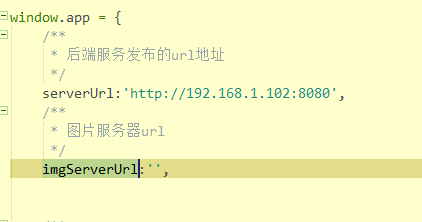 window.app = {
/**
* 后端服务发布的url地址
*/
serverUrl:'http://192.168.1.102:8080',
/**
* 图片服务器url
*/
imgServerUrl:'',